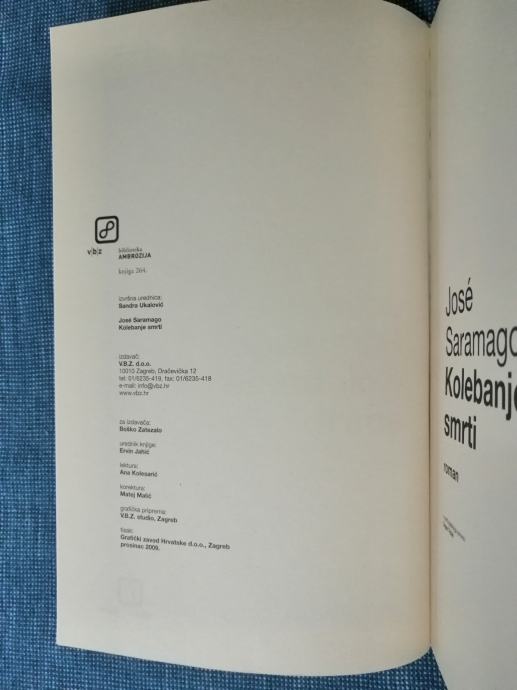 v|b|z
biblioteka
AMBROZIJA
knjiga 264.
izvršna urednica:
Sandra Ukalović
José Saramago
Kolebanje smrti
izdavač:
V.B.Z. d.o.o.
10010 Zagreb, Dračevička 12
tel: 01/6235-419, fax: 01/6235-418
e-mail: info@vbz.hr
www.vbz.hr
za izdavača:
Boško Zatezalo
urednik knjige:
Ervin Jahić
lektura:
Ana Kolesarić
korektura:
Matej Malić
grafička priprema:
V.B.Z. studio, Zagreb
tisak:
Grafički zavod Hrvatske d.o.o., Zagreb
prosinac 2009.
José
Saramago
Kolebanje
smrti
roman